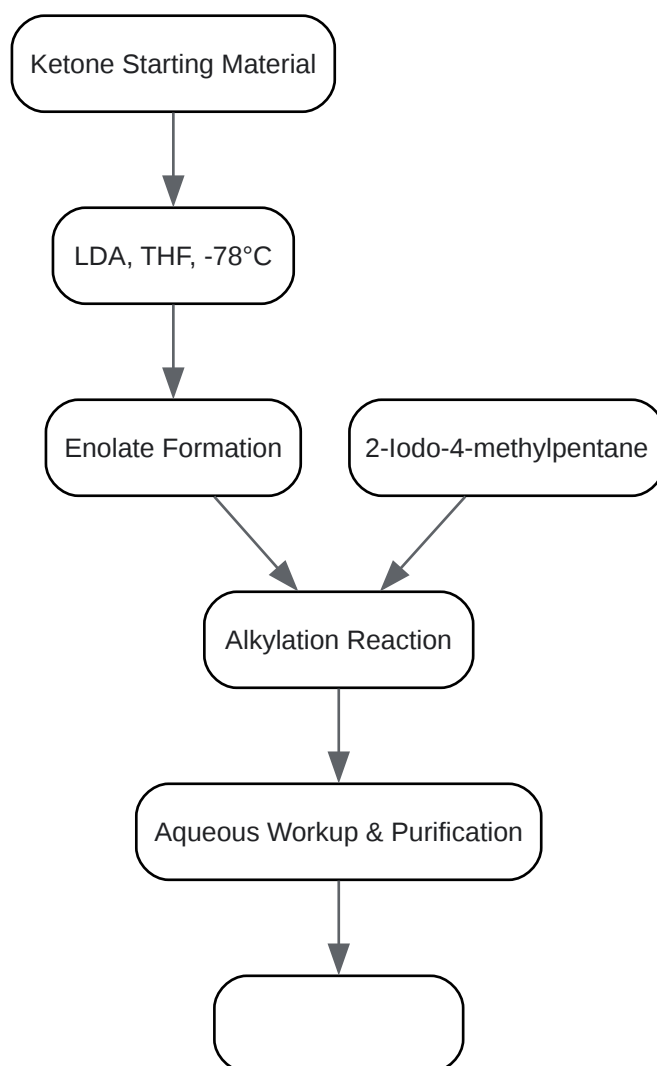 Ketone Starting Material
LDA, THF, -78°C
Enolate Formation
2-Iodo-4-methylpentane
Alkylation Reaction
Aqueous Workup & Purification